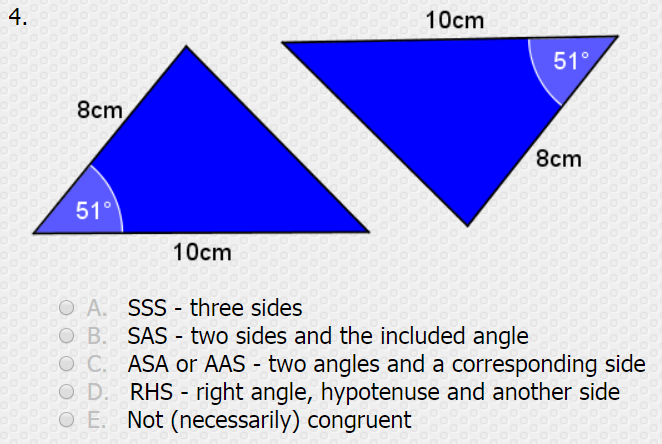 4.
10cm
51°
8cm
8cm
51°
10cm
A. SSS - three sides
B. SAS - two sides and the included angle
C. ASA or AAS - two angles and a corresponding side
D. RHS - right angle, hypotenuse and another side
E. Not (necessarily) congruent